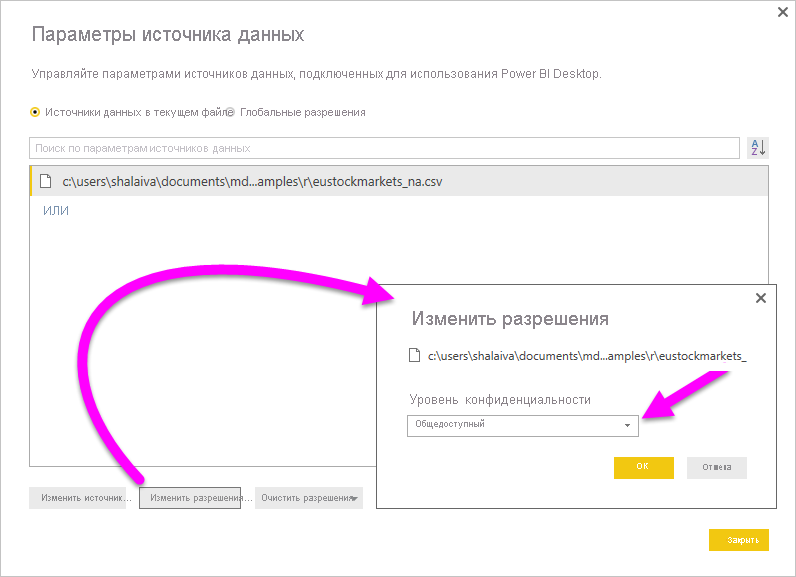 Параметры источника данных
Управляйте параметрами источников данных, подключенных для использования Power BI Desktop.
Источники данных в текущем файле Глобальные разрешения
Поиск по параметрам источников данных
A
Z
c:\users\shalaiva\documents\md...amples\r\eustockmarkets_na.csv
ИЛИ
Изменить разрешения
c:\users\shalaiva\documents\md...amples\r\eustockmarkets_
Уровень конфиденциальности
Общедоступный
OK Отмена
Изменить источник... Изменить разрешения... Очистить разрешения
Закрыть